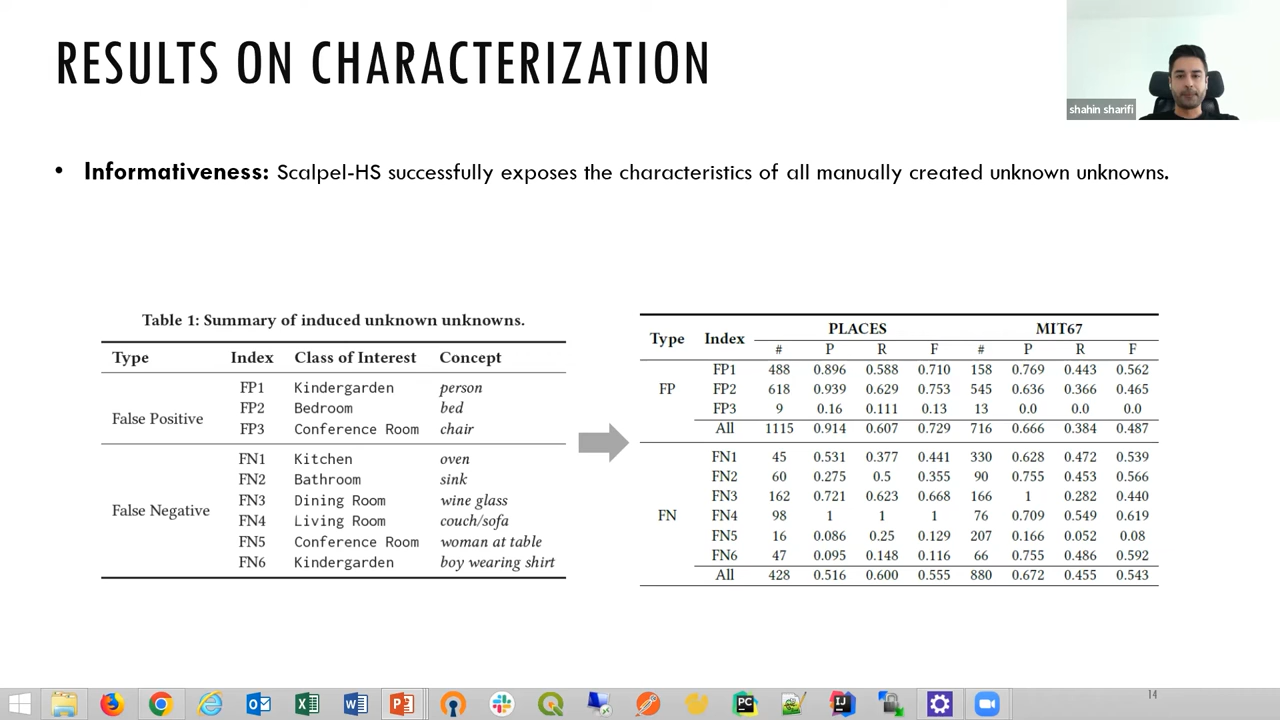 RESULTS ON CHARACTERIZATION
shahin sharifi
• Informativeness: Scalpel-HS successfully exposes the characteristics of all manually created unknown unknowns.
Table 1: Summary of induced unknown unknowns.
Type Index Class of Interest Concept
FP1 Kindergarden person
False Positive FP2 Bedroom bed
FP3 Conference Room chair
FN1 Kitchen oven
FN2 Bathroom sink
FN3 Dining Room wine glass
False Negative FN4 Living Room couch/sofa
FN5 Conference Room woman at table
FN6 Kindergarden boy wearing shirt
Type Index PLACES MIT67
# P R F # P R F
FP1 488 0.896 0.588 0.710 158 0.769 0.443 0.562
FP FP2 618 0.939 0.629 0.753 545 0.636 0.366 0.465
FP3 9 0.16 0.111 0.13 13 0.0 0.0 0.0
All 1115 0.914 0.607 0.729 716 0.666 0.384 0.487
FN1 45 0.531 0.377 0.441 330 0.628 0.472 0.539
FN2 60 0.275 0.5 0.355 90 0.755 0.453 0.566
FN3 162 0.721 0.623 0.668 166 1 0.282 0.440
FN FN4 98 1 1 1 76 0.709 0.549 0.619
FN5 16 0.086 0.25 0.129 207 0.166 0.052 0.08
FN6 47 0.095 0.148 0.116 66 0.755 0.486 0.592
All 428 0.516 0.600 0.555 880 0.672 0.455 0.543
14